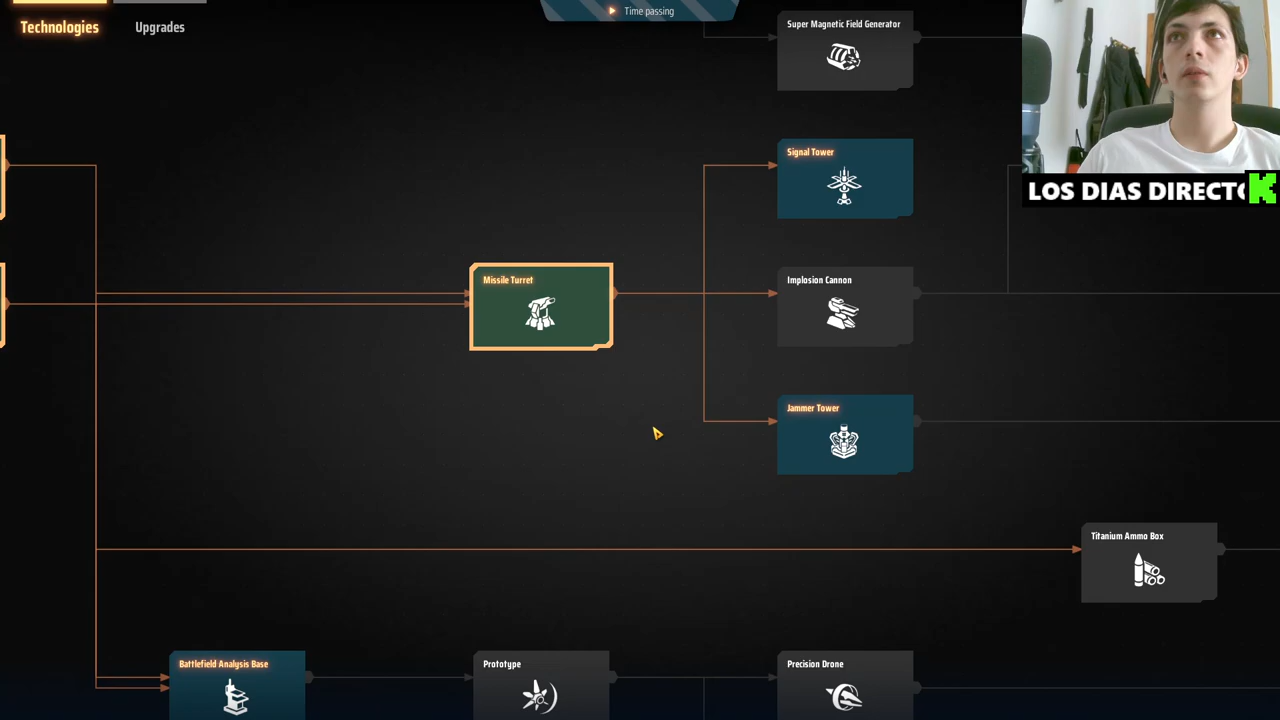 Technologies
Upgrades
Time passing
Super Magnetic Field Generator
LOS DIAS DIRECTO
Signal Tower
Missile Turret
Implosion Cannon
Jammer Tower
Titanium Ammo Box
Battlefield Analysis Base
Prototype
Precision Drone